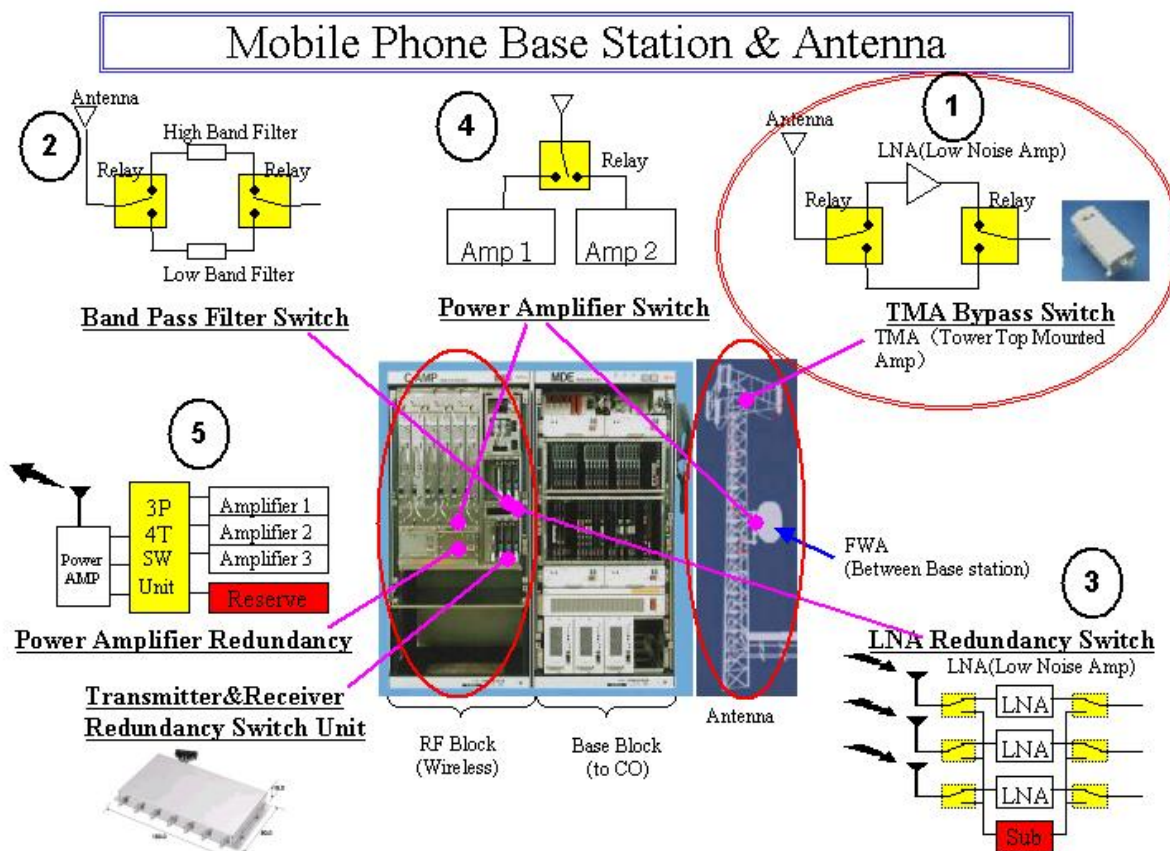 Mobile Phone Base Station & Antenna
2
Antenna
High Band Filter
Relay
Relay
Low Band Filter
Band Pass Filter Switch
4
Relay
Amp 1
Amp 2
Power Amplifier Switch
1
Antenna
LNA(Low Noise Amp)
Relay
Relay
TMA Bypass Switch
TMA (Tower Top Mounted
Amp)
C-AMP
MDE
5
Power
AMP
3P
4T
SW
Unit
Amplifier 1
Amplifier 2
Amplifier 3
Reserve
Power Amplifier Redundancy
Transmitter&Receiver
Redundancy Switch Unit
RF Block
(Wireless)
Base Block
(to CO)
Antenna
FWA
(Between Base station)
3
LNA Redundancy Switch
LNA(Low Noise Amp)
LNA
LNA
LNA
Sub